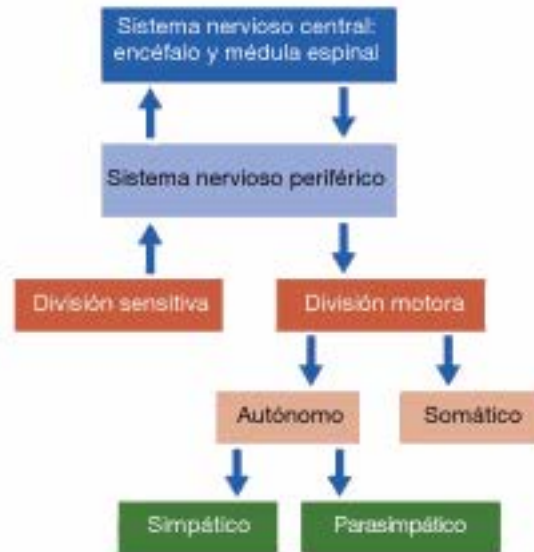 Sistema nervioso central:
encéfalo y médula espinal
Sistema nervioso periférico
División sensitiva
División motora
Autónomo
Somático
Simpático
Parasimpático